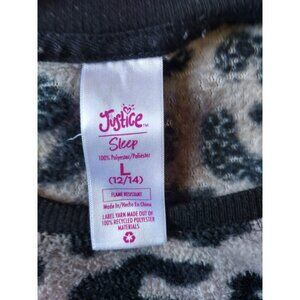 Justice™
Sleep
100% Polyester/Poliéster
L
(12/14)
FLAME RESISTANT
Made In/Hecho En China
LABEL YARN MADE OUT OF
100% RECYCLED POLYESTER
MATERIALS